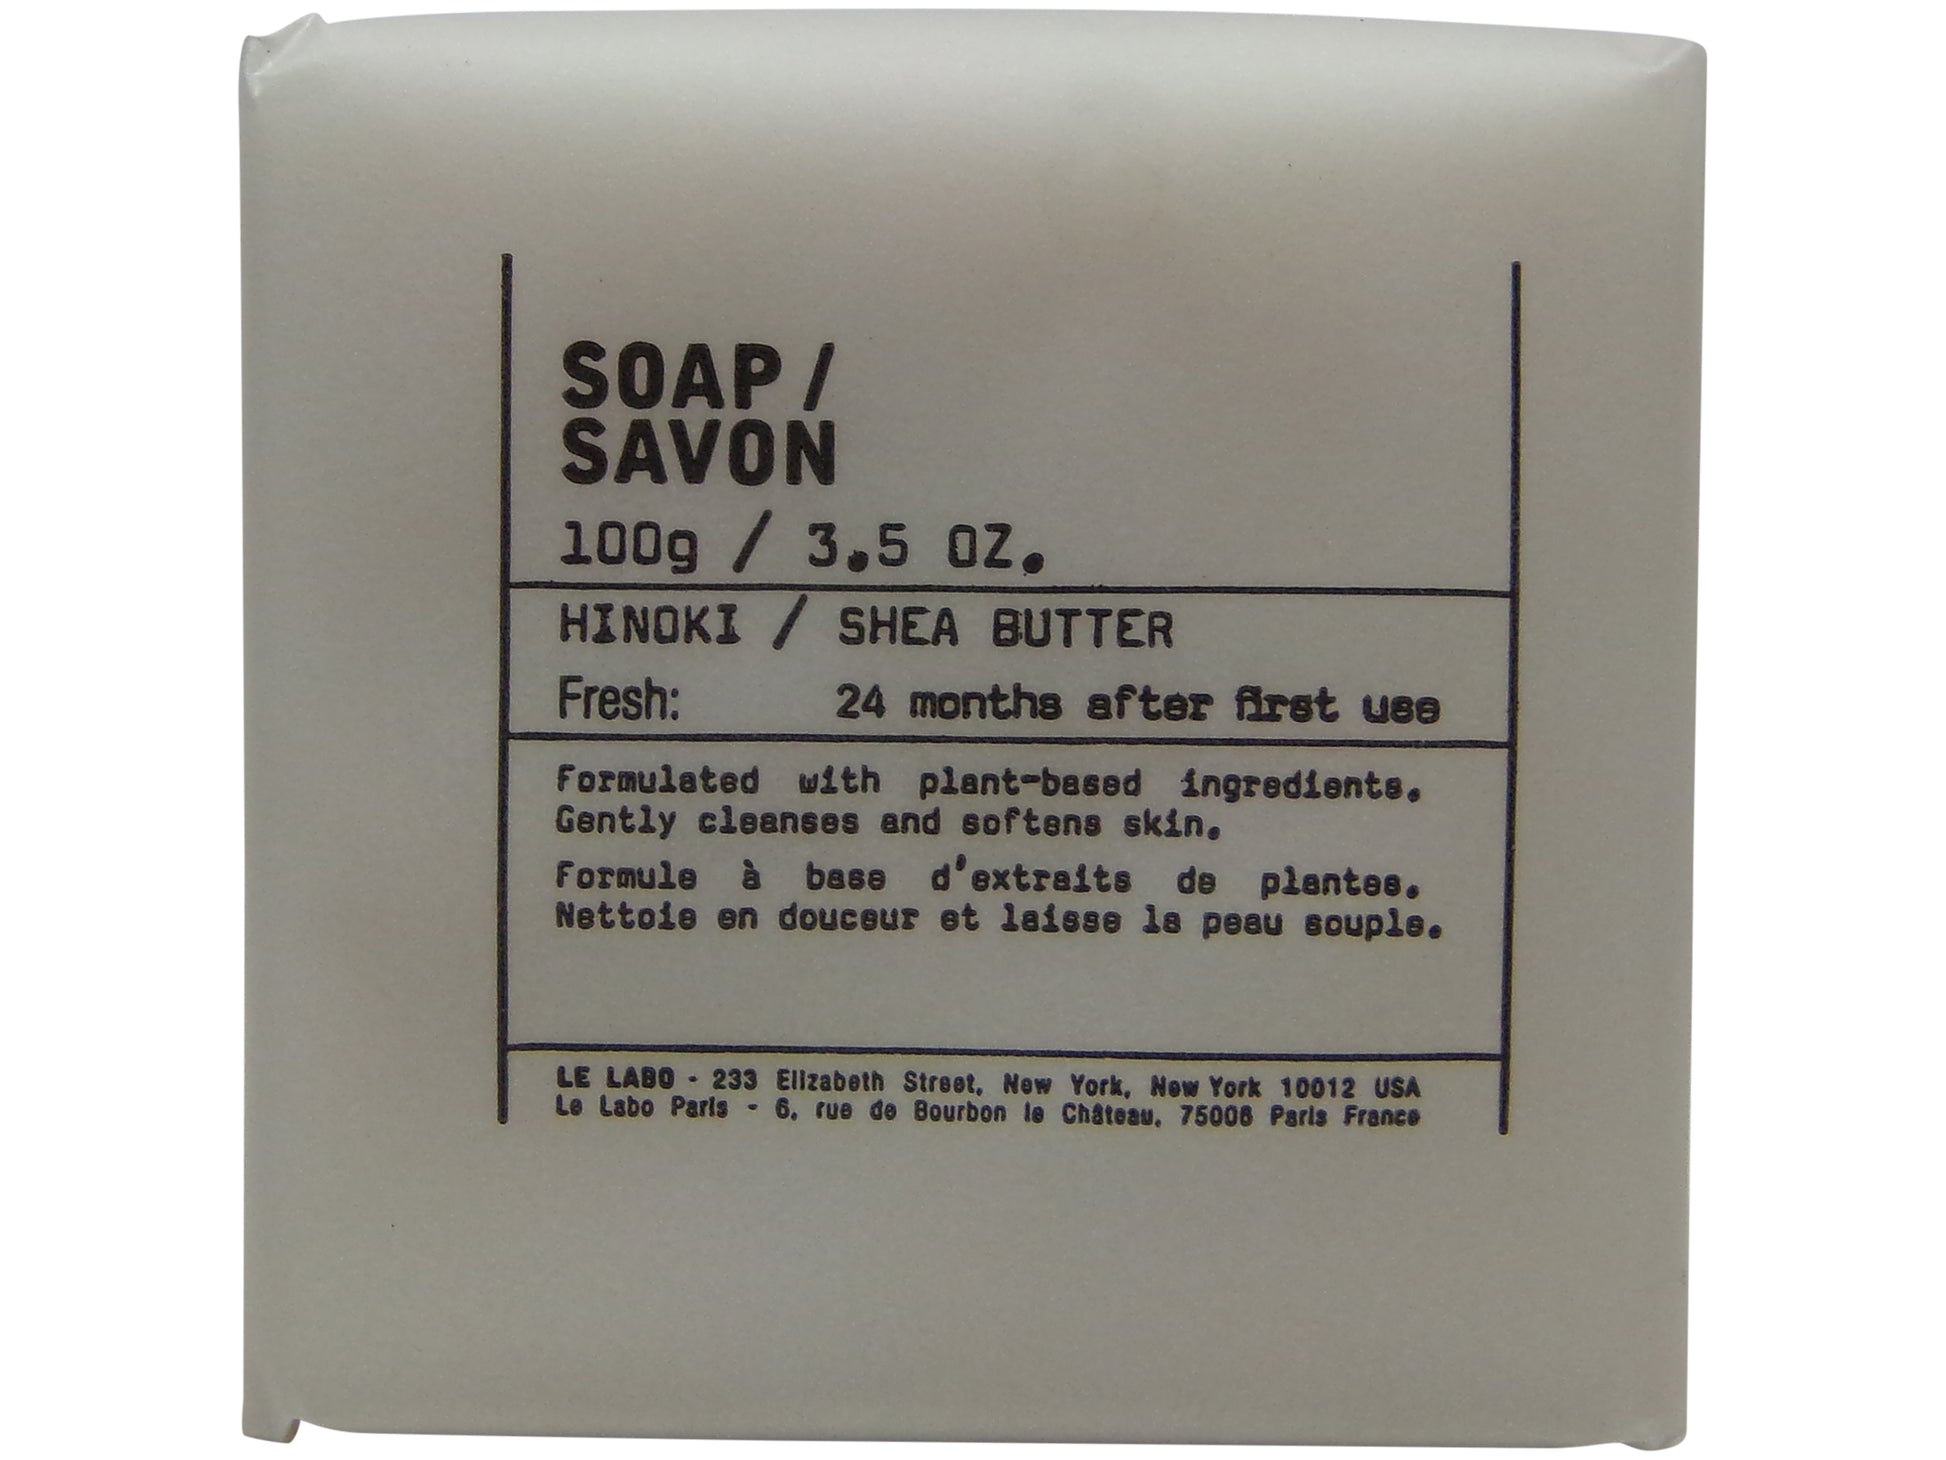 SOAP/
SAVON
100g / 3.5 OZ.
HINOKI / SHEA BUTTER
Fresh: 24 months after first use
Formulated with plant-based ingredients.
Gently cleanses and softens skin.
Formule à base d'extraits de plantes.
Nettoie en douceur et laisse la peau souple.
LE LABO - 233 Elizabeth Street, New York, New York 10012 USA
Le Labo Paris - 6, rue de Bourbon le Château, 75006 Paris France